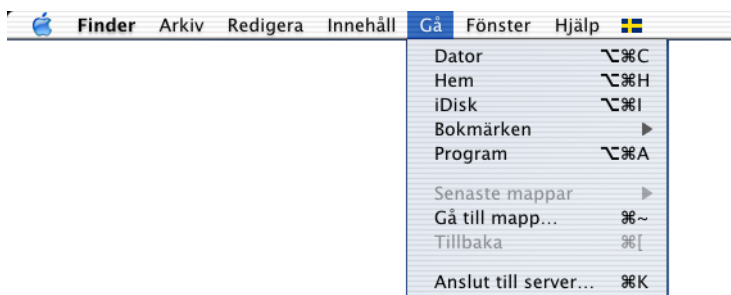 Finder Arkiv Redigera Innehåll Gå Fönster Hjälp
Dator ⌥⌘C
Hem ⌥⌘H
iDisk ⌥⌘I
Bokmärken ▶
Program ⌥⌘A
Senaste mappar ▶
Gå till mapp... ⌘~
Tillbaka ⌘[
Anslut till server... ⌘K